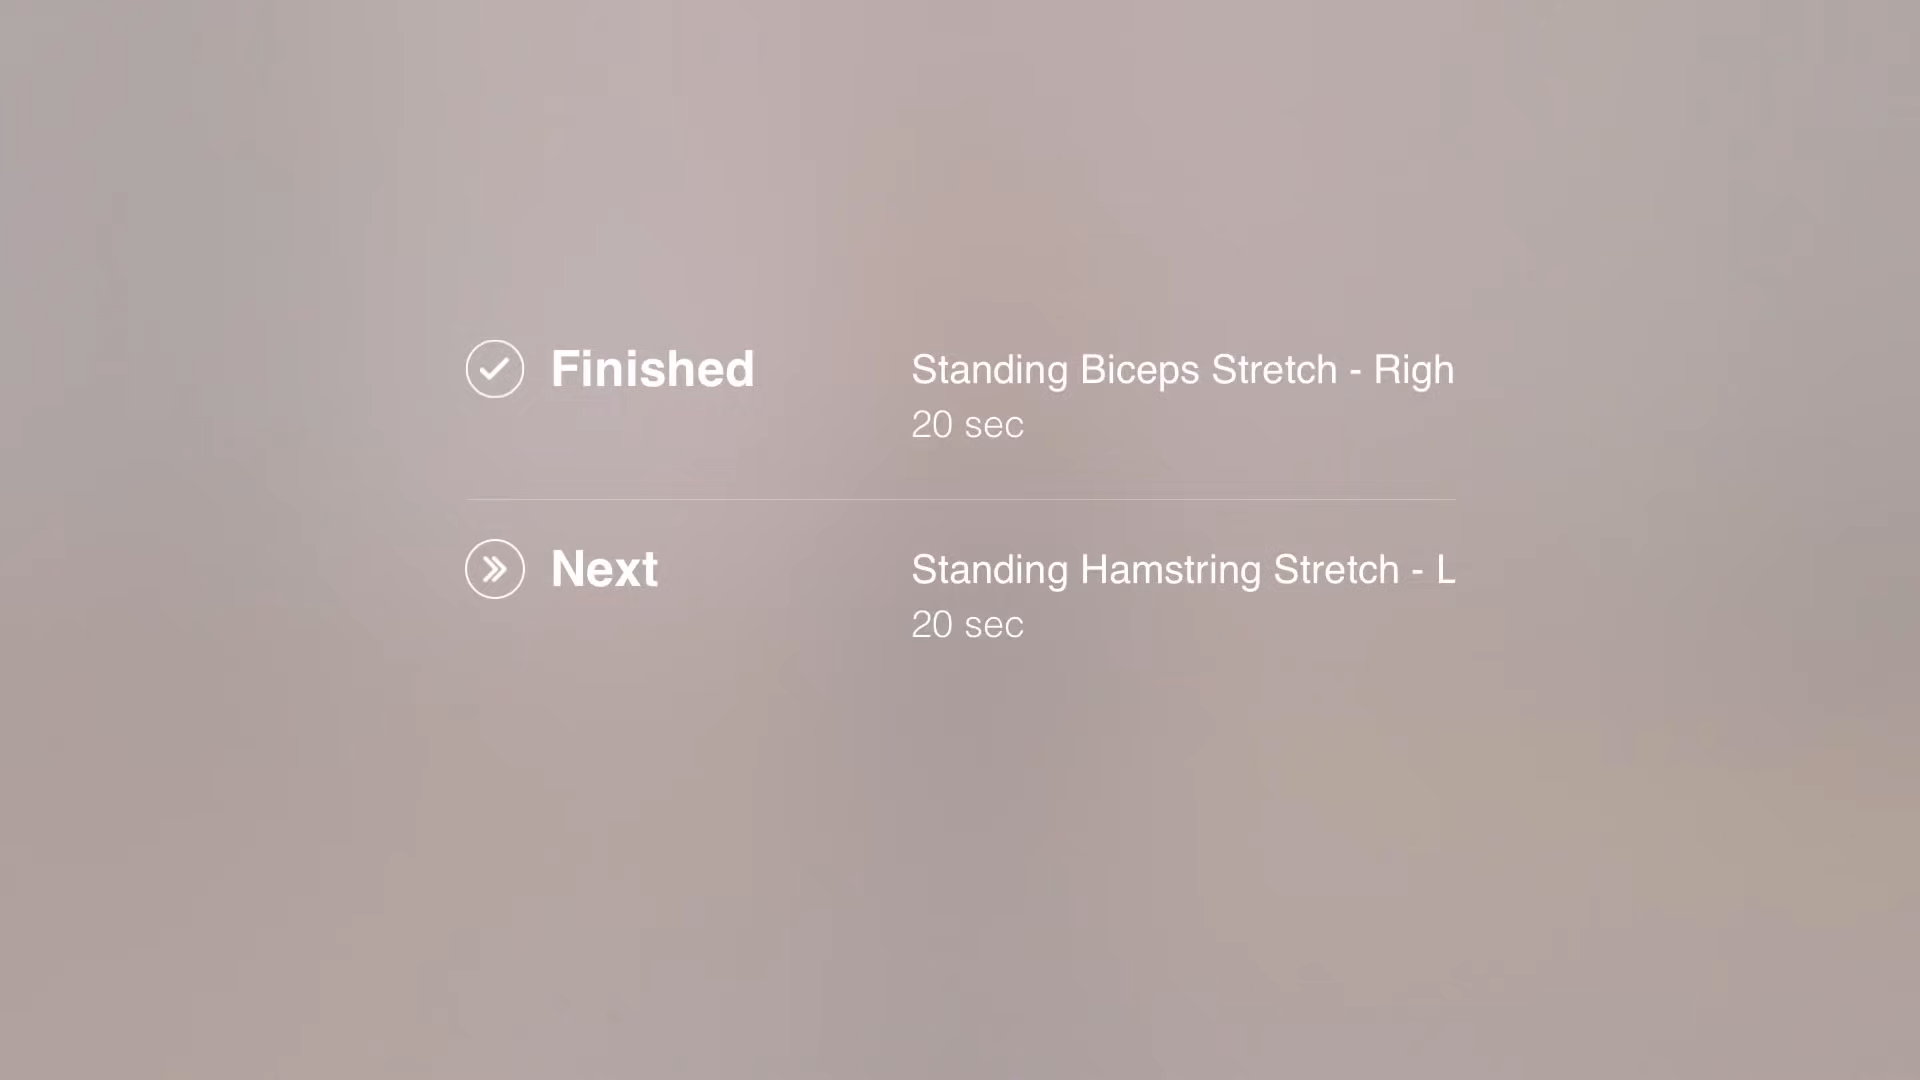 Finished
Standing Biceps Stretch - Righ
20 sec
Next
Standing Hamstring Stretch - L
20 sec